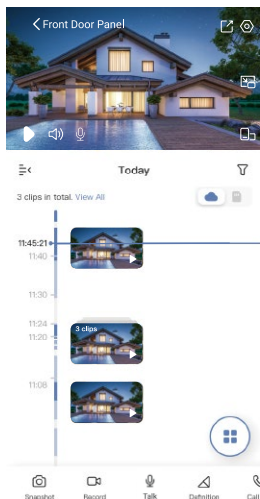 Front Door Panel
Today
3 clips in total. View All
11:45:21
11:40
11:30
11:24
3 clips
11:20
11:08
Snapshot
Record
Talk
Definition
Call